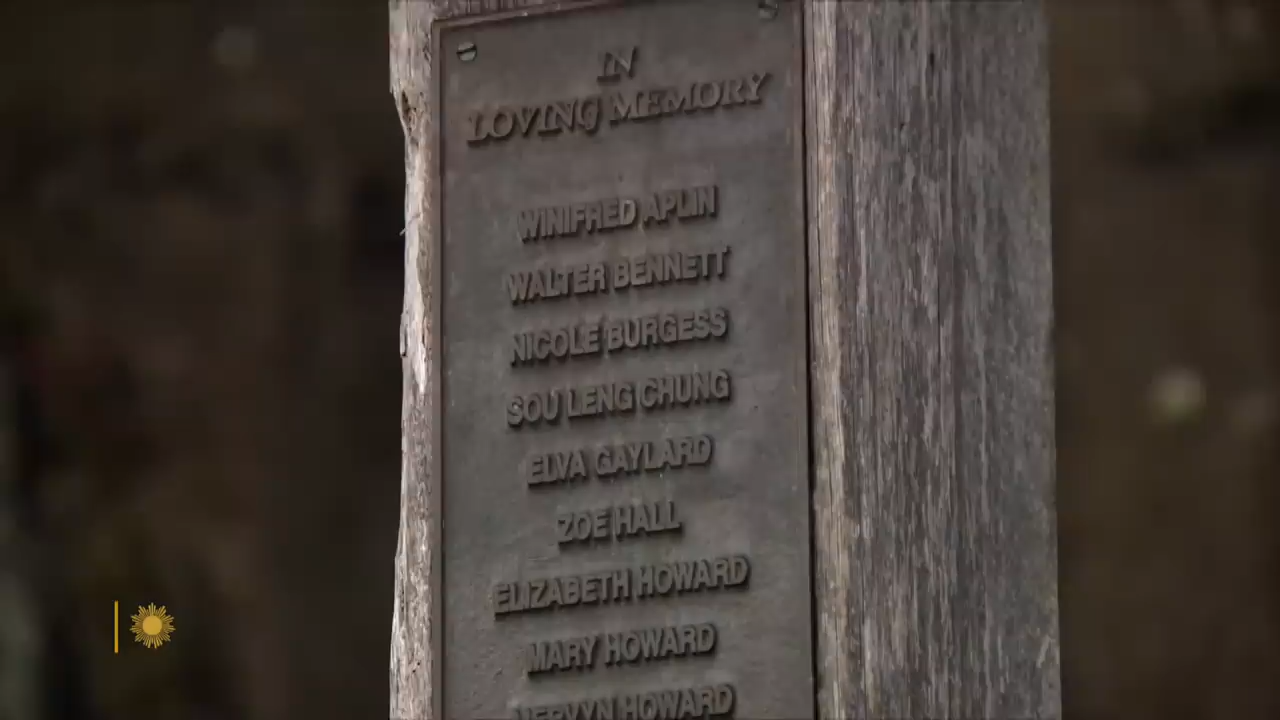 IN
LOVING MEMORY
WINIFRED APLIN
WALTER BENNETT
NICOLE BURGESS
SOU LENG CHUNG
ELVA GAYLARD
ZOE HALL
ELIZABETH HOWARD
MARY HOWARD
MERVYN HOWARD